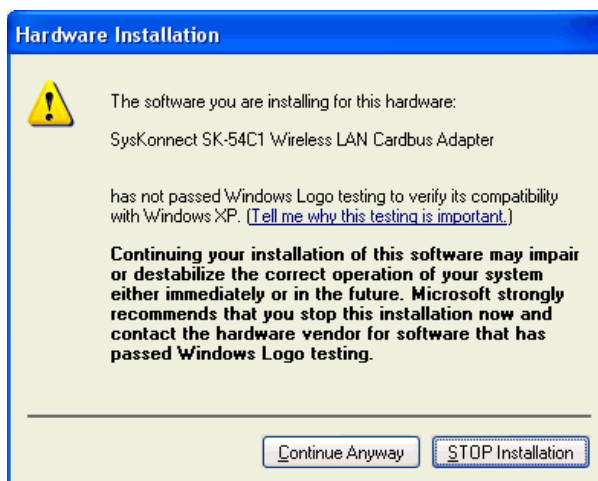 Hardware Installation
The software you are installing for this hardware:
SysKonnect SK-54C1 Wireless LAN Cardbus Adapter
has not passed Windows Logo testing to verify its compatibility
with Windows XP. (Tell me why this testing is important.)
Continuing your installation of this software may impair
or destabilize the correct operation of your system
either immediately or in the future. Microsoft strongly
recommends that you stop this installation now and
contact the hardware vendor for software that has
passed Windows Logo testing.
Continue Anyway
STOP Installation